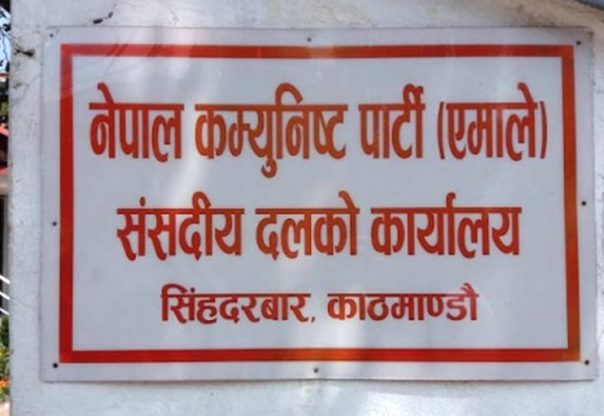 नेपाल कम्युनिष्ट पार्टी (एमाले)
संसदीय दलको कार्यालय
सिंहदरबार, काठमाण्डौ